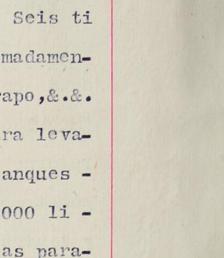 Seis ti
madamen-
rapo,&.&.
ra leva-
anques -
000 li -
as para-